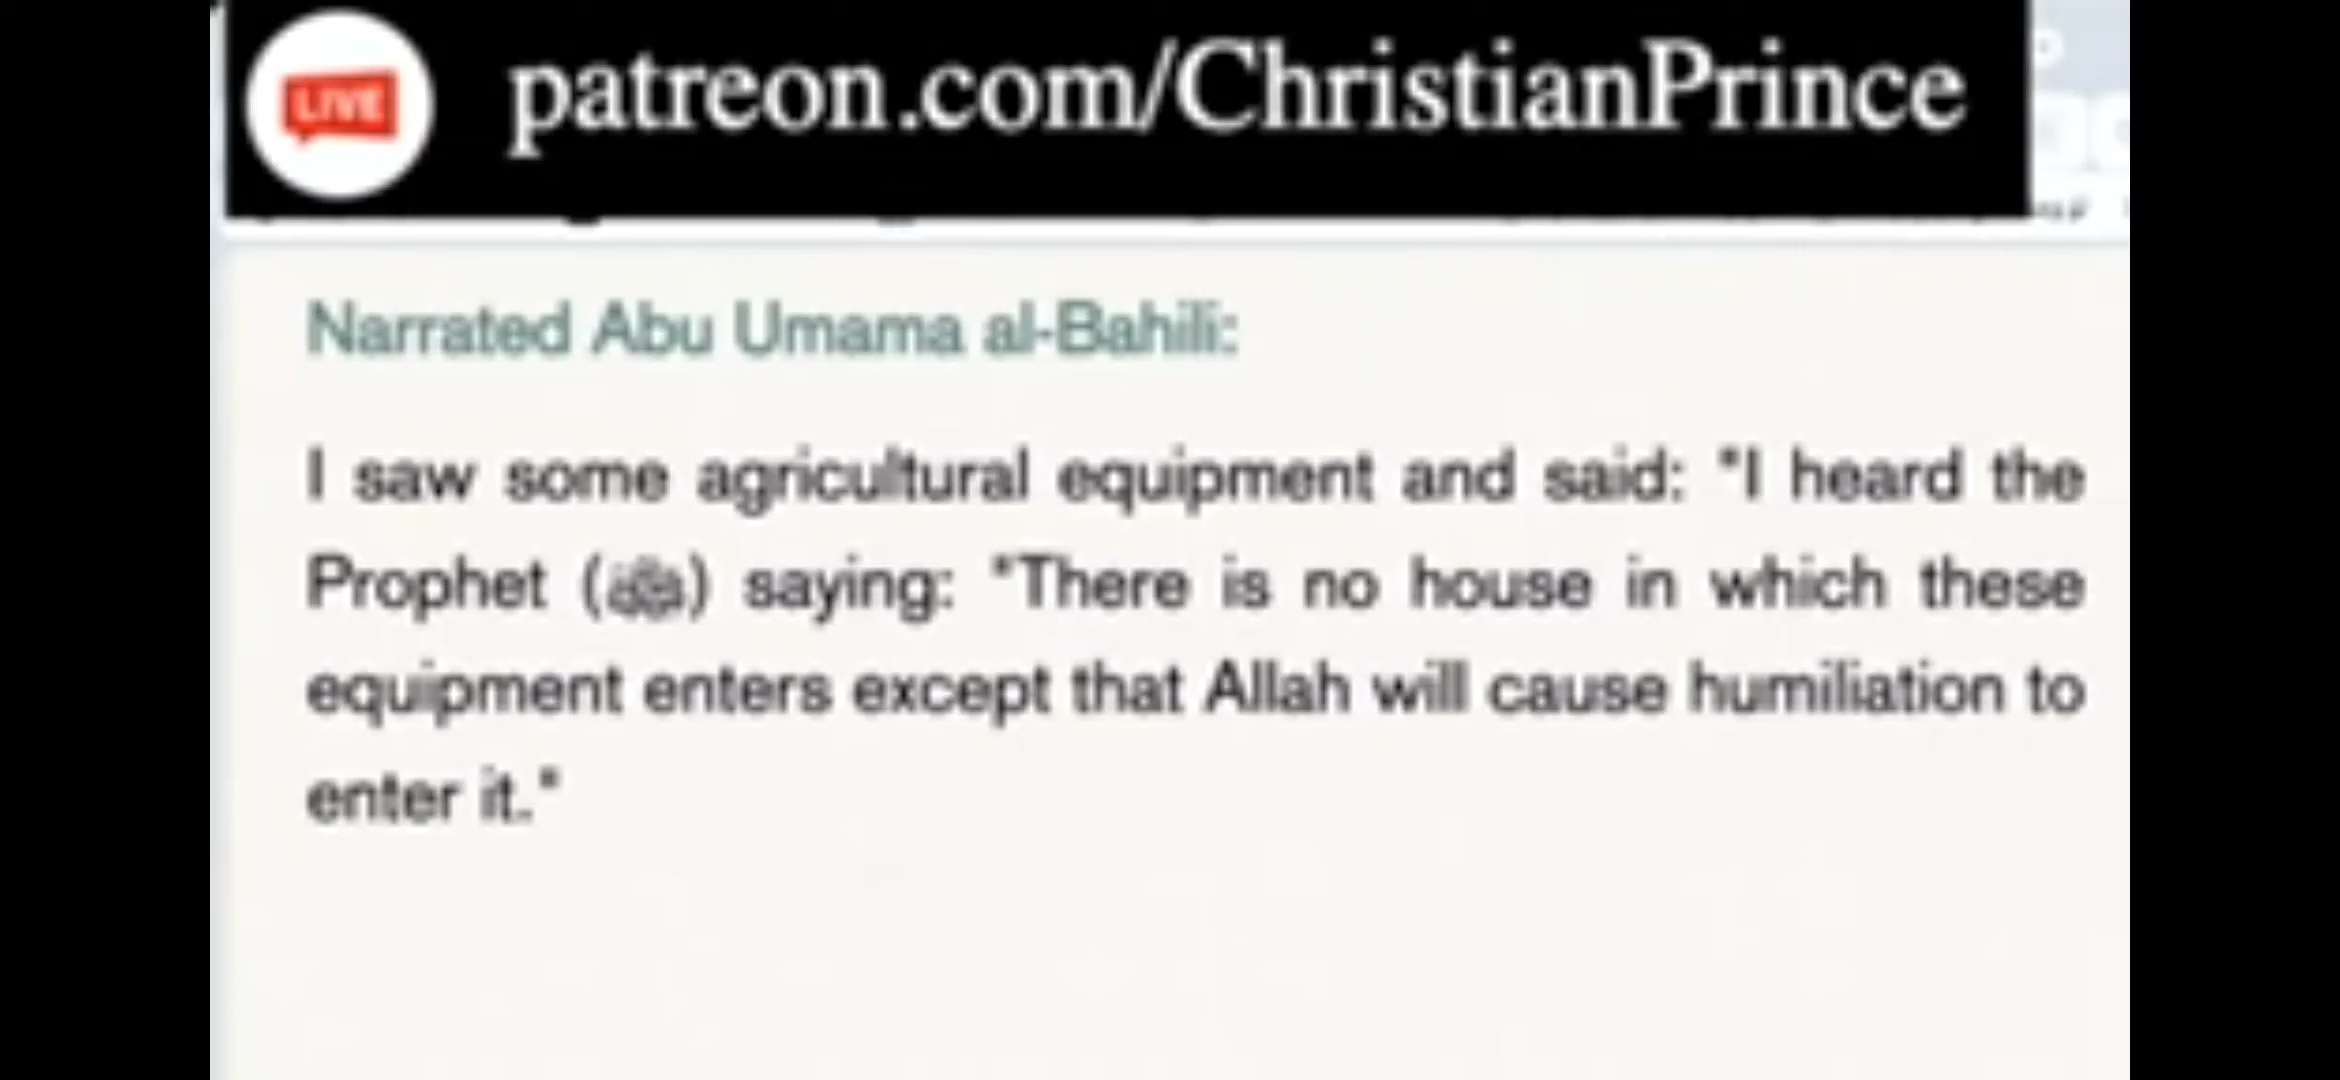 LIVE
patreon.com/ChristianPrince
Narrated Abu Umama al-Bahili:
I saw some agricultural equipment and said: "I heard the
Prophet (ﷺ) saying: "There is no house in which these
equipment enters except that Allah will cause humiliation to
enter it."